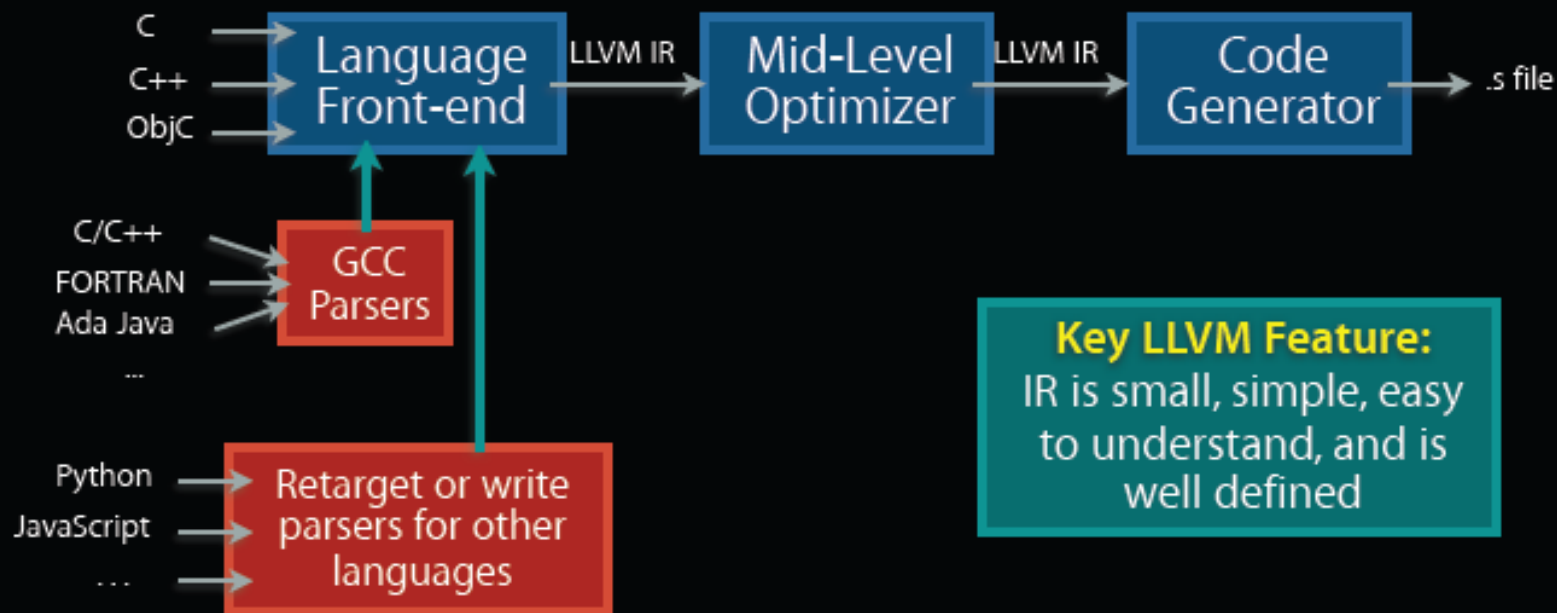 C
C++
ObjC
Language
Front-end
LLVM IR
Mid-Level
Optimizer
LLVM IR
Code
Generator
.s file
C/C++
FORTRAN
Ada Java
...
GCC
Parsers
Python
JavaScript
...
Retarget or write
parsers for other
languages
Key LLVM Feature:
IR is small, simple, easy
to understand, and is
well defined